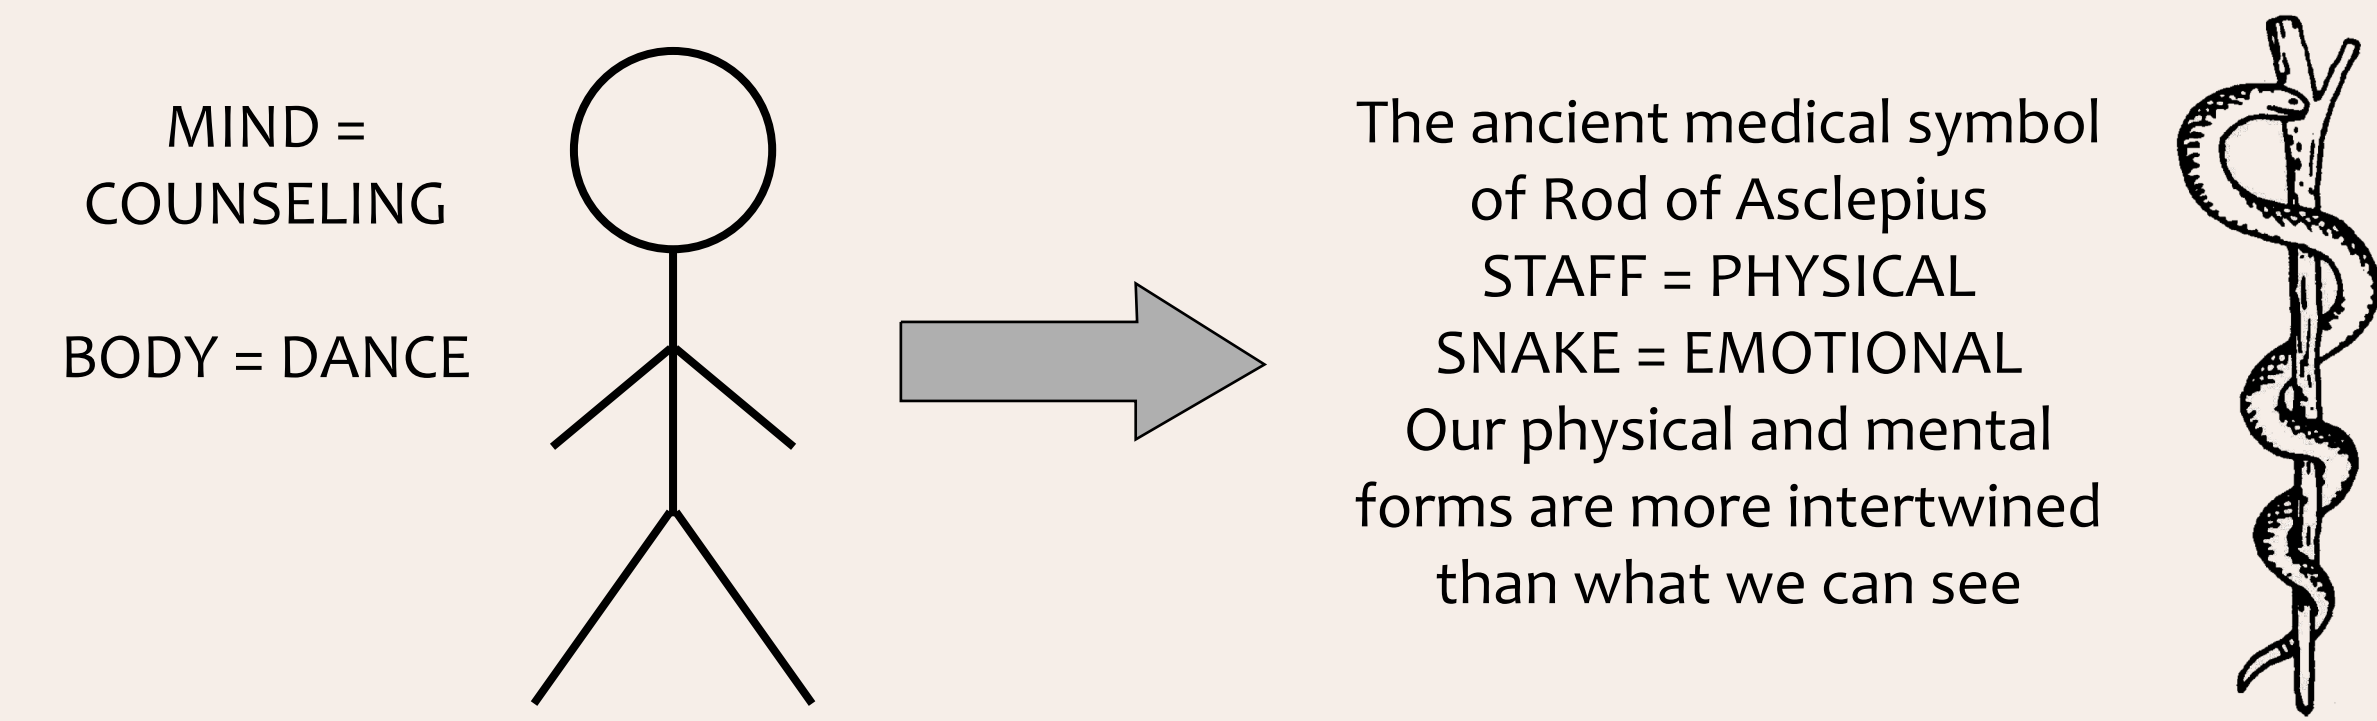 MIND =
COUNSELING
BODY = DANCE
The ancient medical symbol
of Rod of Asclepius
STAFF = PHYSICAL
SNAKE = EMOTIONAL
Our physical and mental
forms are more intertwined
than what we can see